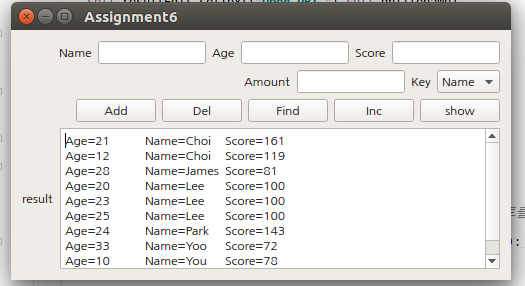 Assignment6
Name Age Score
Amount Key Name
Add Del Find Inc show
result
Age=21 Name=Choi Score=161
Age=12 Name=Choi Score=119
Age=28 Name=James Score=81
Age=20 Name=Lee Score=100
Age=23 Name=Lee Score=100
Age=25 Name=Lee Score=100
Age=24 Name=Park Score=143
Age=33 Name=Yoo Score=72
Age=10 Name=You Score=78